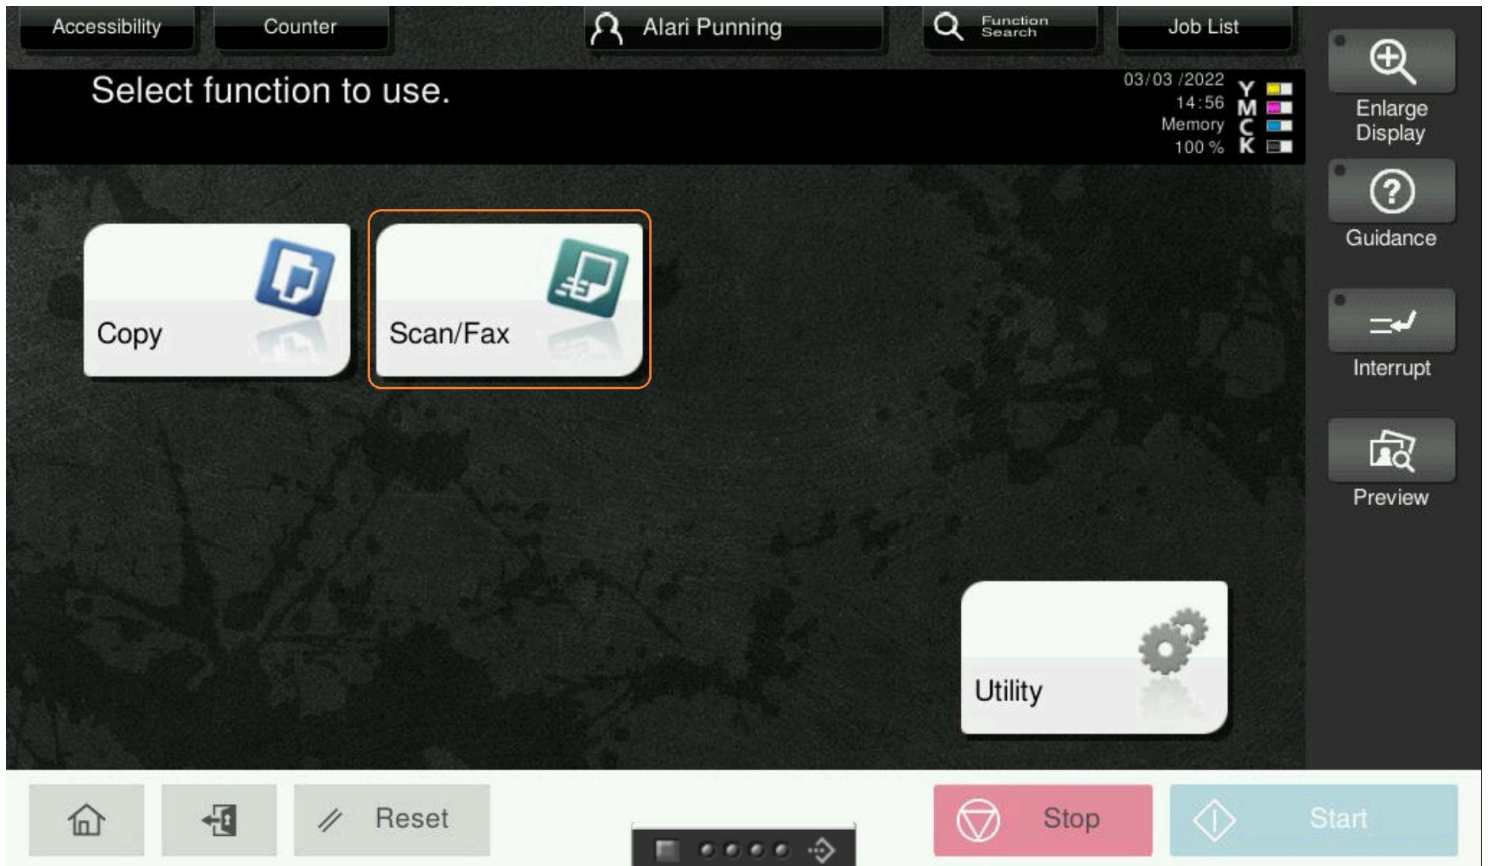 Accessibility
Counter
Alari Punning
Function
Search
Job List
Select function to use.
03/03 /2022
14:56
Memory
100 %
Y
M
C
K
Enlarge
Display
Guidance
Interrupt
Preview
Copy
Scan/Fax
Utility
Reset
Stop
Start